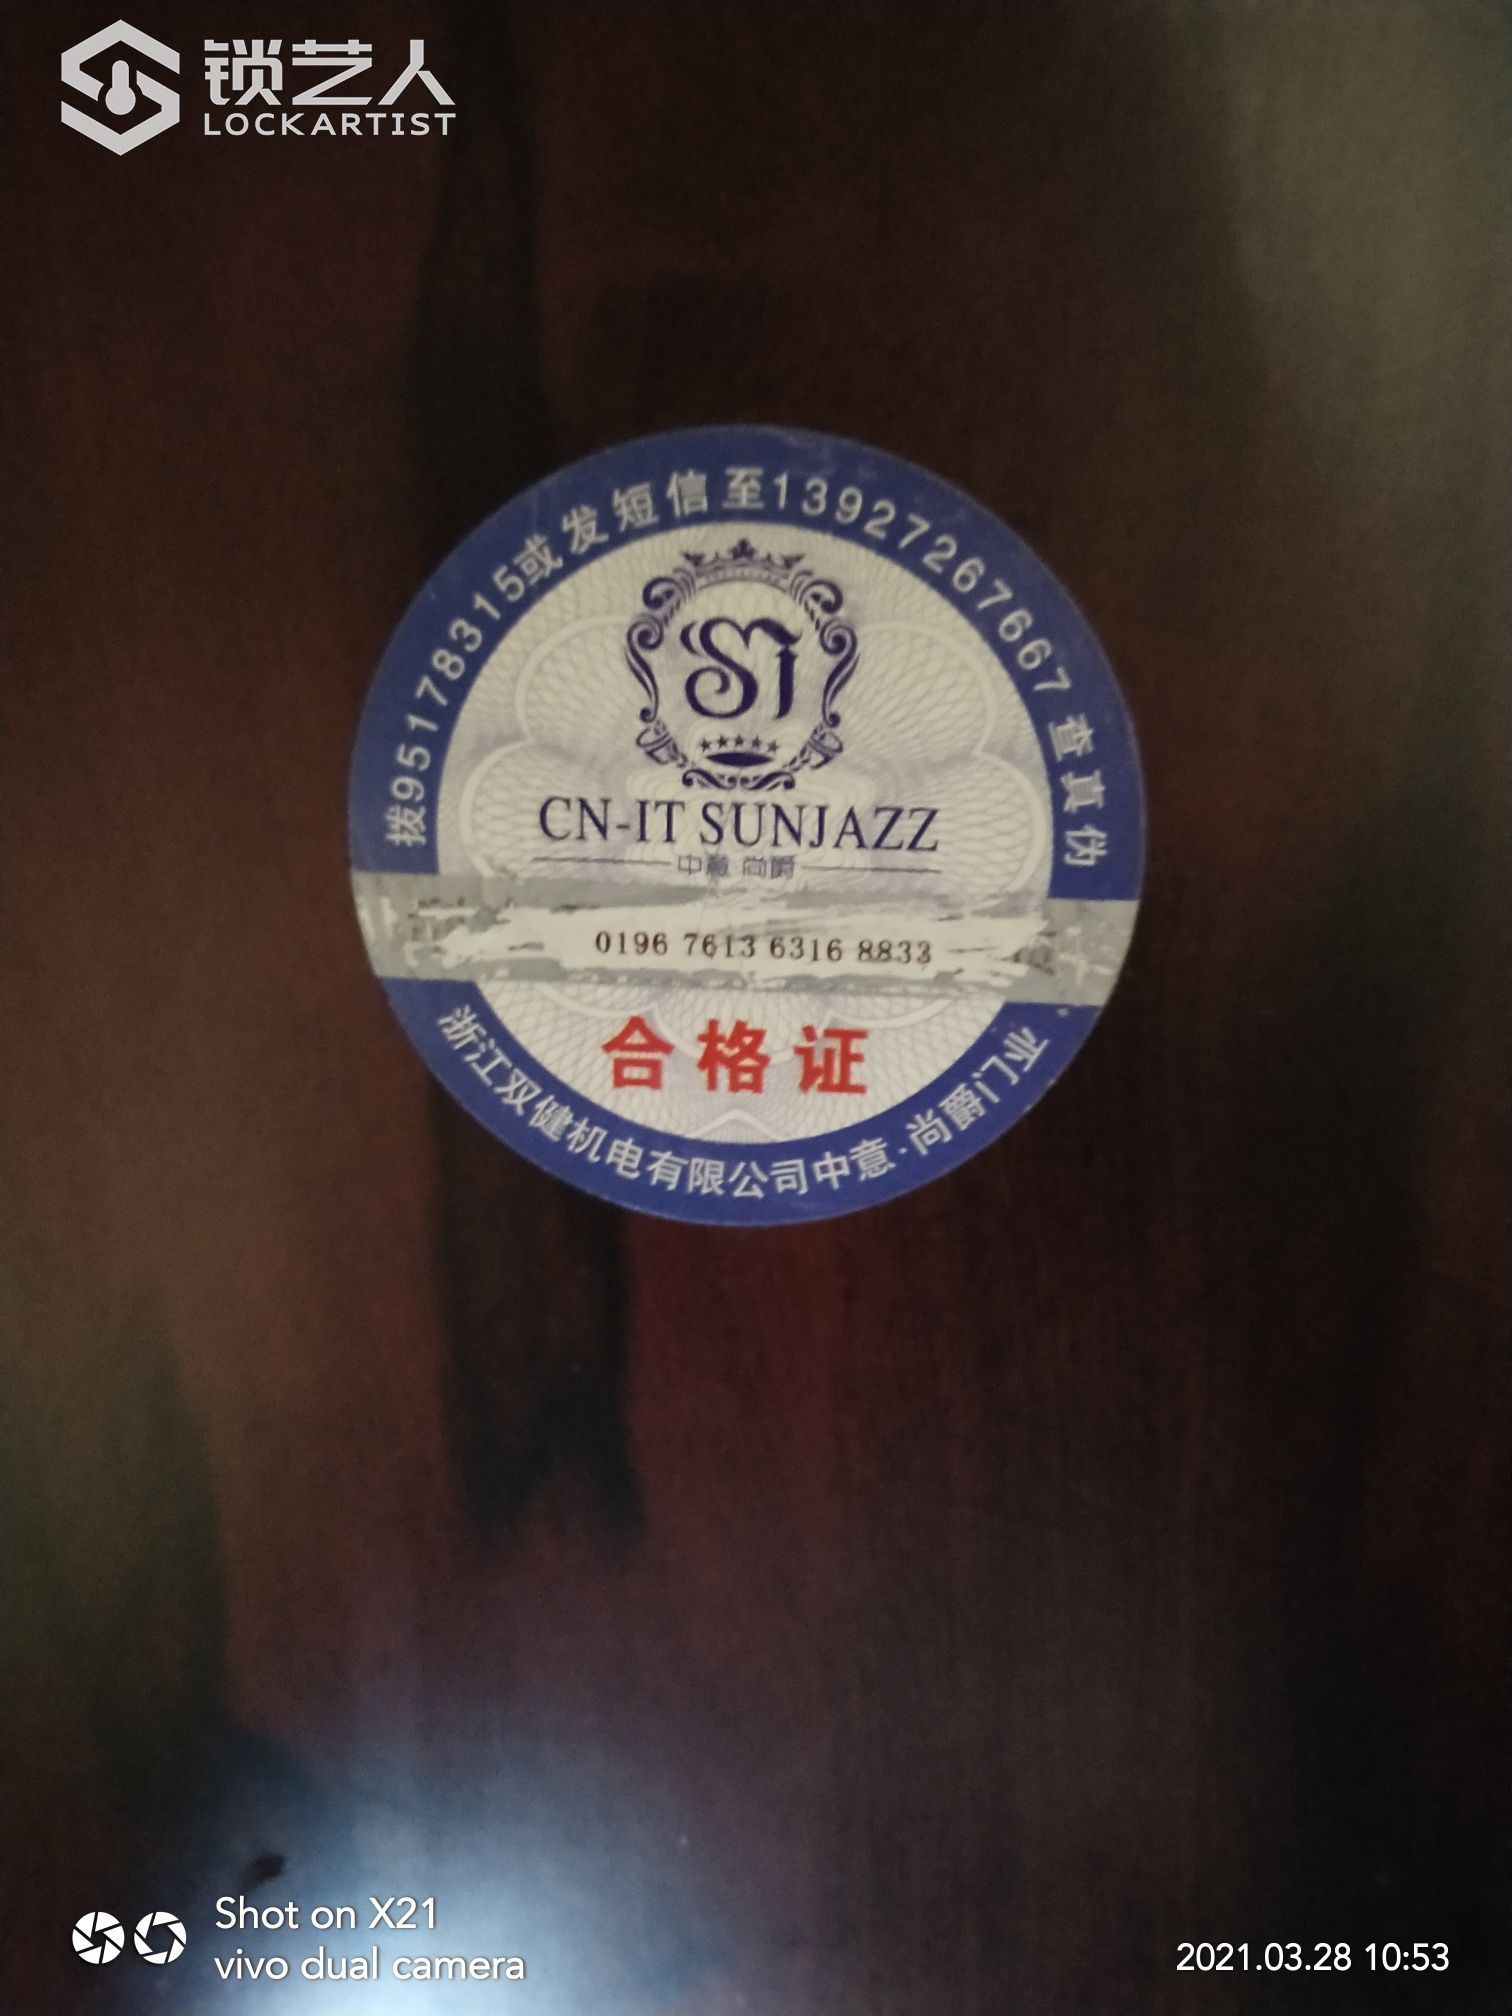 锁艺人
LOCKARTIST
拨95178315或发短信至13927267667查真伪
SJ
CN-IT SUNJAZZ
中意 尚爵
0196 7613 6316 8833
合格证
浙江双健机电有限公司中意·尚爵门业
Shot on X21
vivo dual camera
2021.03.28 10:53